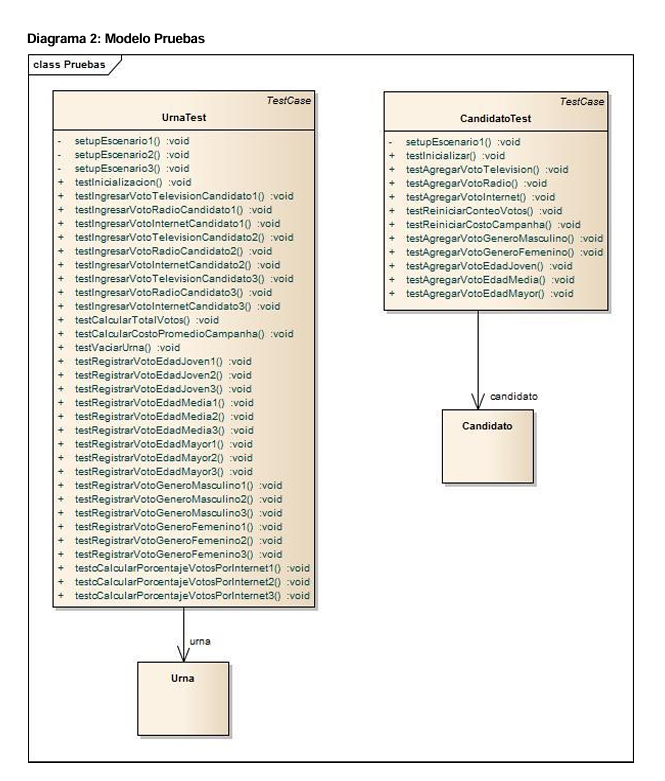 Diagrama 2: Modelo Pruebas
class Pruebas
TestCase
UrnaTest
- setupEscenario1() :void
- setupEscenario2() :void
- setupEscenario3() :void
+ testInicializacion() :void
+ testIngresarVotoTelevisionCandidato1() :void
+ testIngresarVotoRadioCandidato1() :void
+ testIngresarVotoInternetCandidato1() :void
+ testIngresarVotoTelevisionCandidato2() :void
+ testIngresarVotoRadioCandidato2() :void
+ testIngresarVotoInternetCandidato2() :void
+ testIngresarVotoTelevisionCandidato3() :void
+ testIngresarVotoRadioCandidato3() :void
+ testIngresarVotoInternetCandidato3() :void
+ testCalcularTotalVotos() :void
+ testCalcularCostoPromedioCampanha() :void
+ testVaciarUrna() :void
+ testRegistrarVotoEdadJoven1() :void
+ testRegistrarVotoEdadJoven2() :void
+ testRegistrarVotoEdadJoven3() :void
+ testRegistrarVotoEdadMedia1() :void
+ testRegistrarVotoEdadMedia2() :void
+ testRegistrarVotoEdadMedia3() :void
+ testRegistrarVotoEdadMayor1() :void
+ testRegistrarVotoEdadMayor2() :void
+ testRegistrarVotoEdadMayor3() :void
+ testRegistrarVotoGeneroMasculino1() :void
+ testRegistrarVotoGeneroMasculino2() :void
+ testRegistrarVotoGeneroMasculino3() :void
+ testRegistrarVotoGeneroFemenino1() :void
+ testRegistrarVotoGeneroFemenino2() :void
+ testRegistrarVotoGeneroFemenino3() :void
+ testcCalcularPorcentajeVotosPorInternet1() :void
+ testcCalcularPorcentajeVotosPorInternet2() :void
+ testcCalcularPorcentajeVotosPorInternet3() :void
urna
Urna
TestCase
CandidatoTest
- setupEscenario1() :void
+ testInicializar() :void
+ testAgregarVotoTelevision() :void
+ testAgregarVotoRadio() :void
+ testAgregarVotoInternet() :void
+ testReiniciarConteoVotos() :void
+ testReiniciarCostoCampanha() :void
+ testAgregarVotoGeneroMasculino() :void
+ testAgregarVotoGeneroFemenino() :void
+ testAgregarVotoEdadJoven() :void
+ testAgregarVotoEdadMedia() :void
+ testAgregarVotoEdadMayor() :void
candidato
Candidato